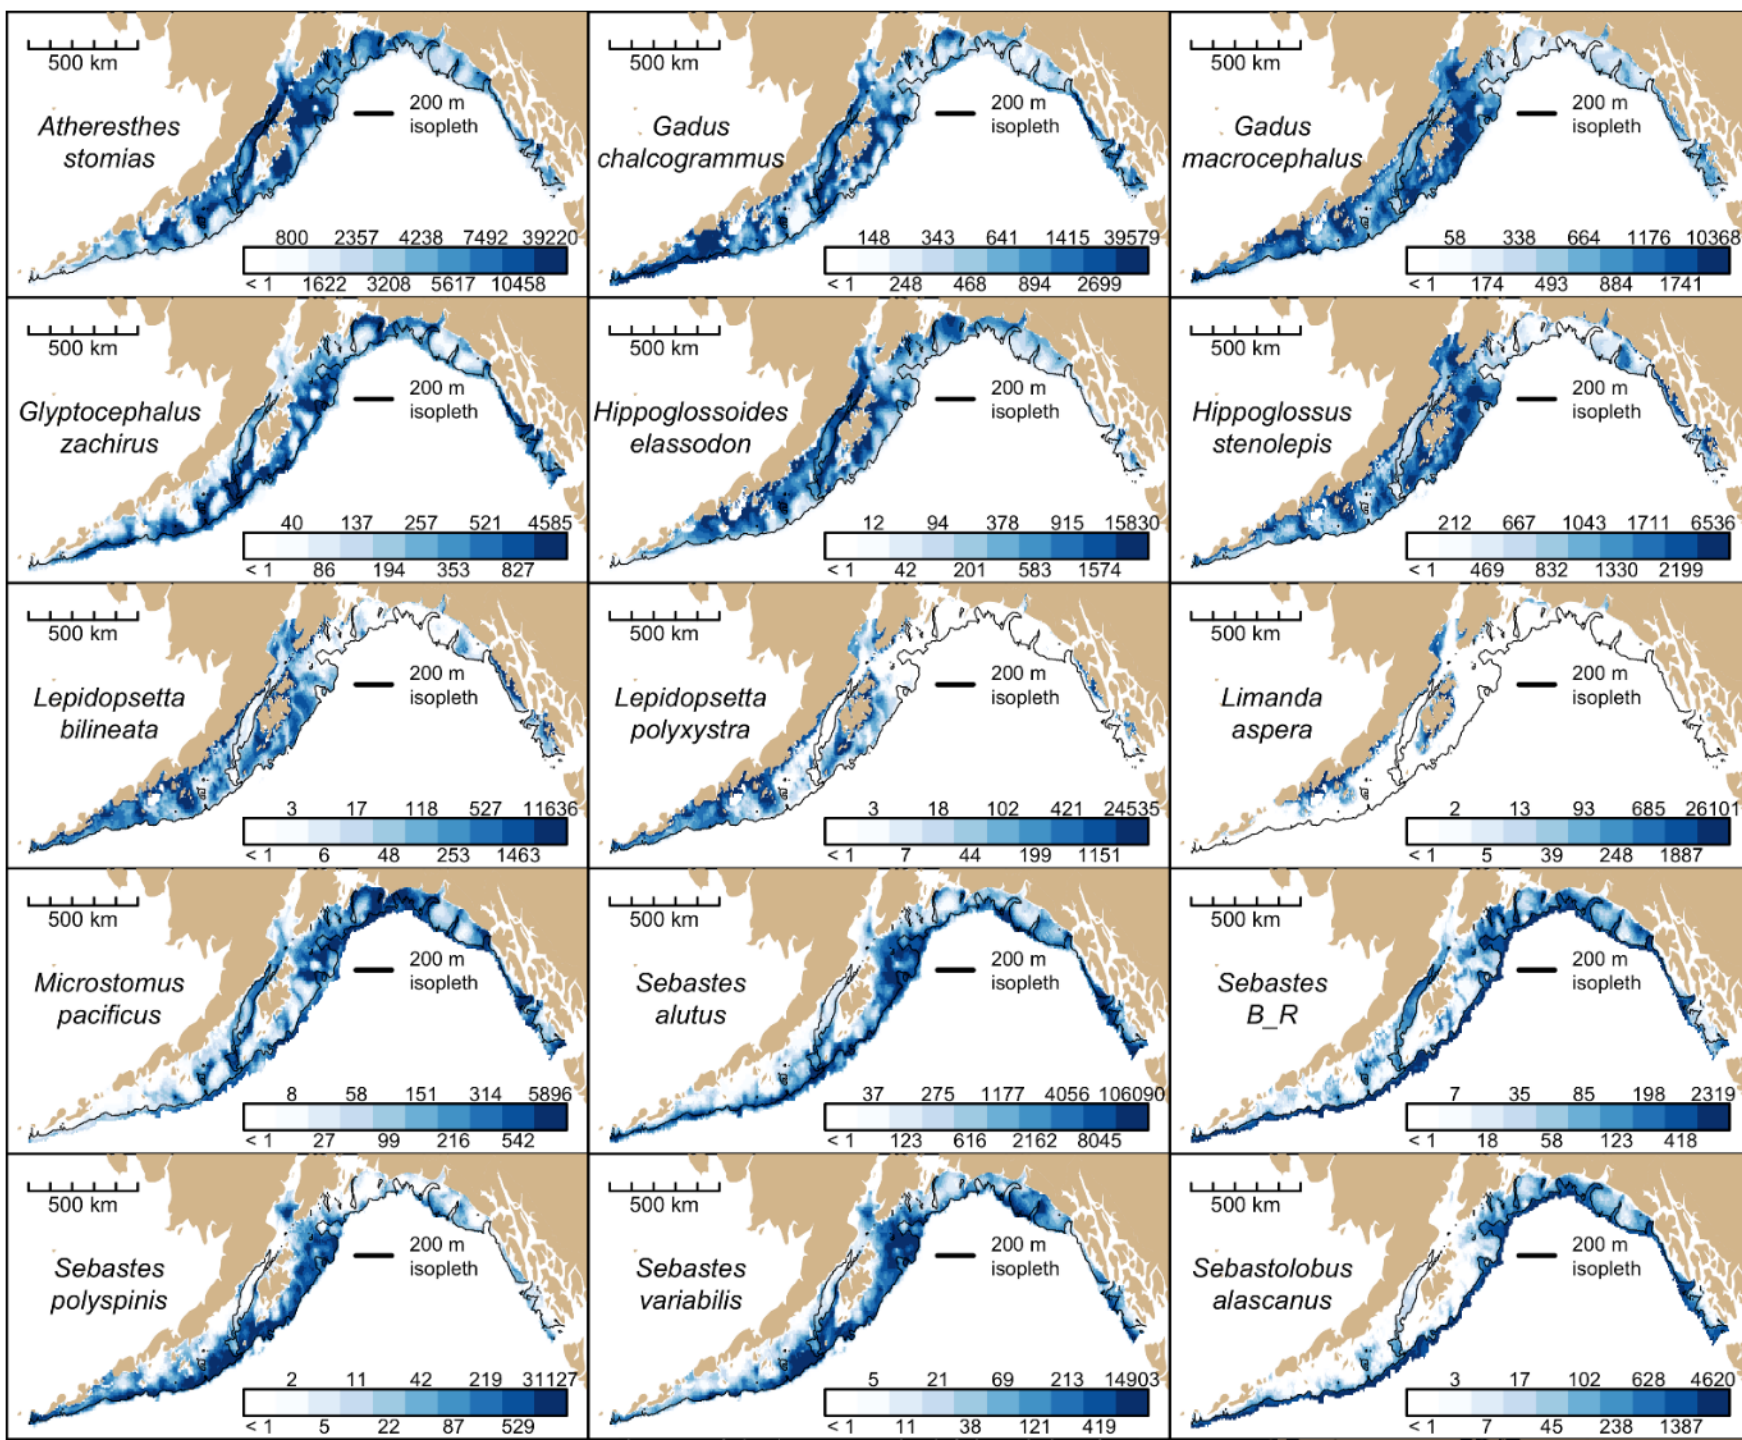 500 km
200 m
isopleth
Atheresthes
stomias
800 2357 4238 7492 39220
< 1 1622 3208 5617 10458
500 km
200 m
isopleth
Gadus
chalcogrammus
148 343 641 1415 39579
< 1 248 468 894 2699
500 km
200 m
isopleth
Gadus
macrocephalus
58 338 664 1176 10368
< 1 174 493 884 1741
500 km
200 m
isopleth
Glyptocephalus
zachirus
40 137 257 521 4585
< 1 86 194 353 827
500 km
200 m
isopleth
Hippoglossoides
elassodon
12 94 378 915 15830
< 1 42 201 583 1574
500 km
200 m
isopleth
Hippoglossus
stenolepis
212 667 1043 1711 6536
< 1 469 832 1330 2199
500 km
200 m
isopleth
Lepidopsetta
bilineata
3 17 118 527 11636
< 1 6 48 253 1463
500 km
200 m
isopleth
Lepidopsetta
polyxystra
3 18 102 421 24535
< 1 7 44 199 1151
500 km
200 m
isopleth
Limanda
aspera
2 13 93 685 26101
< 1 5 39 248 1887
500 km
200 m
isopleth
Microstomus
pacificus
8 58 151 314 5896
< 1 27 99 216 542
500 km
200 m
isopleth
Sebastes
alutus
37 275 1177 4056 106090
< 1 123 616 2162 8045
500 km
200 m
isopleth
Sebastes
B_R
7 35 85 198 2319
< 1 18 58 123 418
500 km
200 m
isopleth
Sebastes
polyspinis
2 11 42 219 31127
< 1 5 22 87 529
500 km
200 m
isopleth
Sebastes
variabilis
5 21 69 213 14903
< 1 11 38 121 419
500 km
200 m
isopleth
Sebastolobus
alascanus
3 17 102 628 4620
< 1 7 45 238 1387